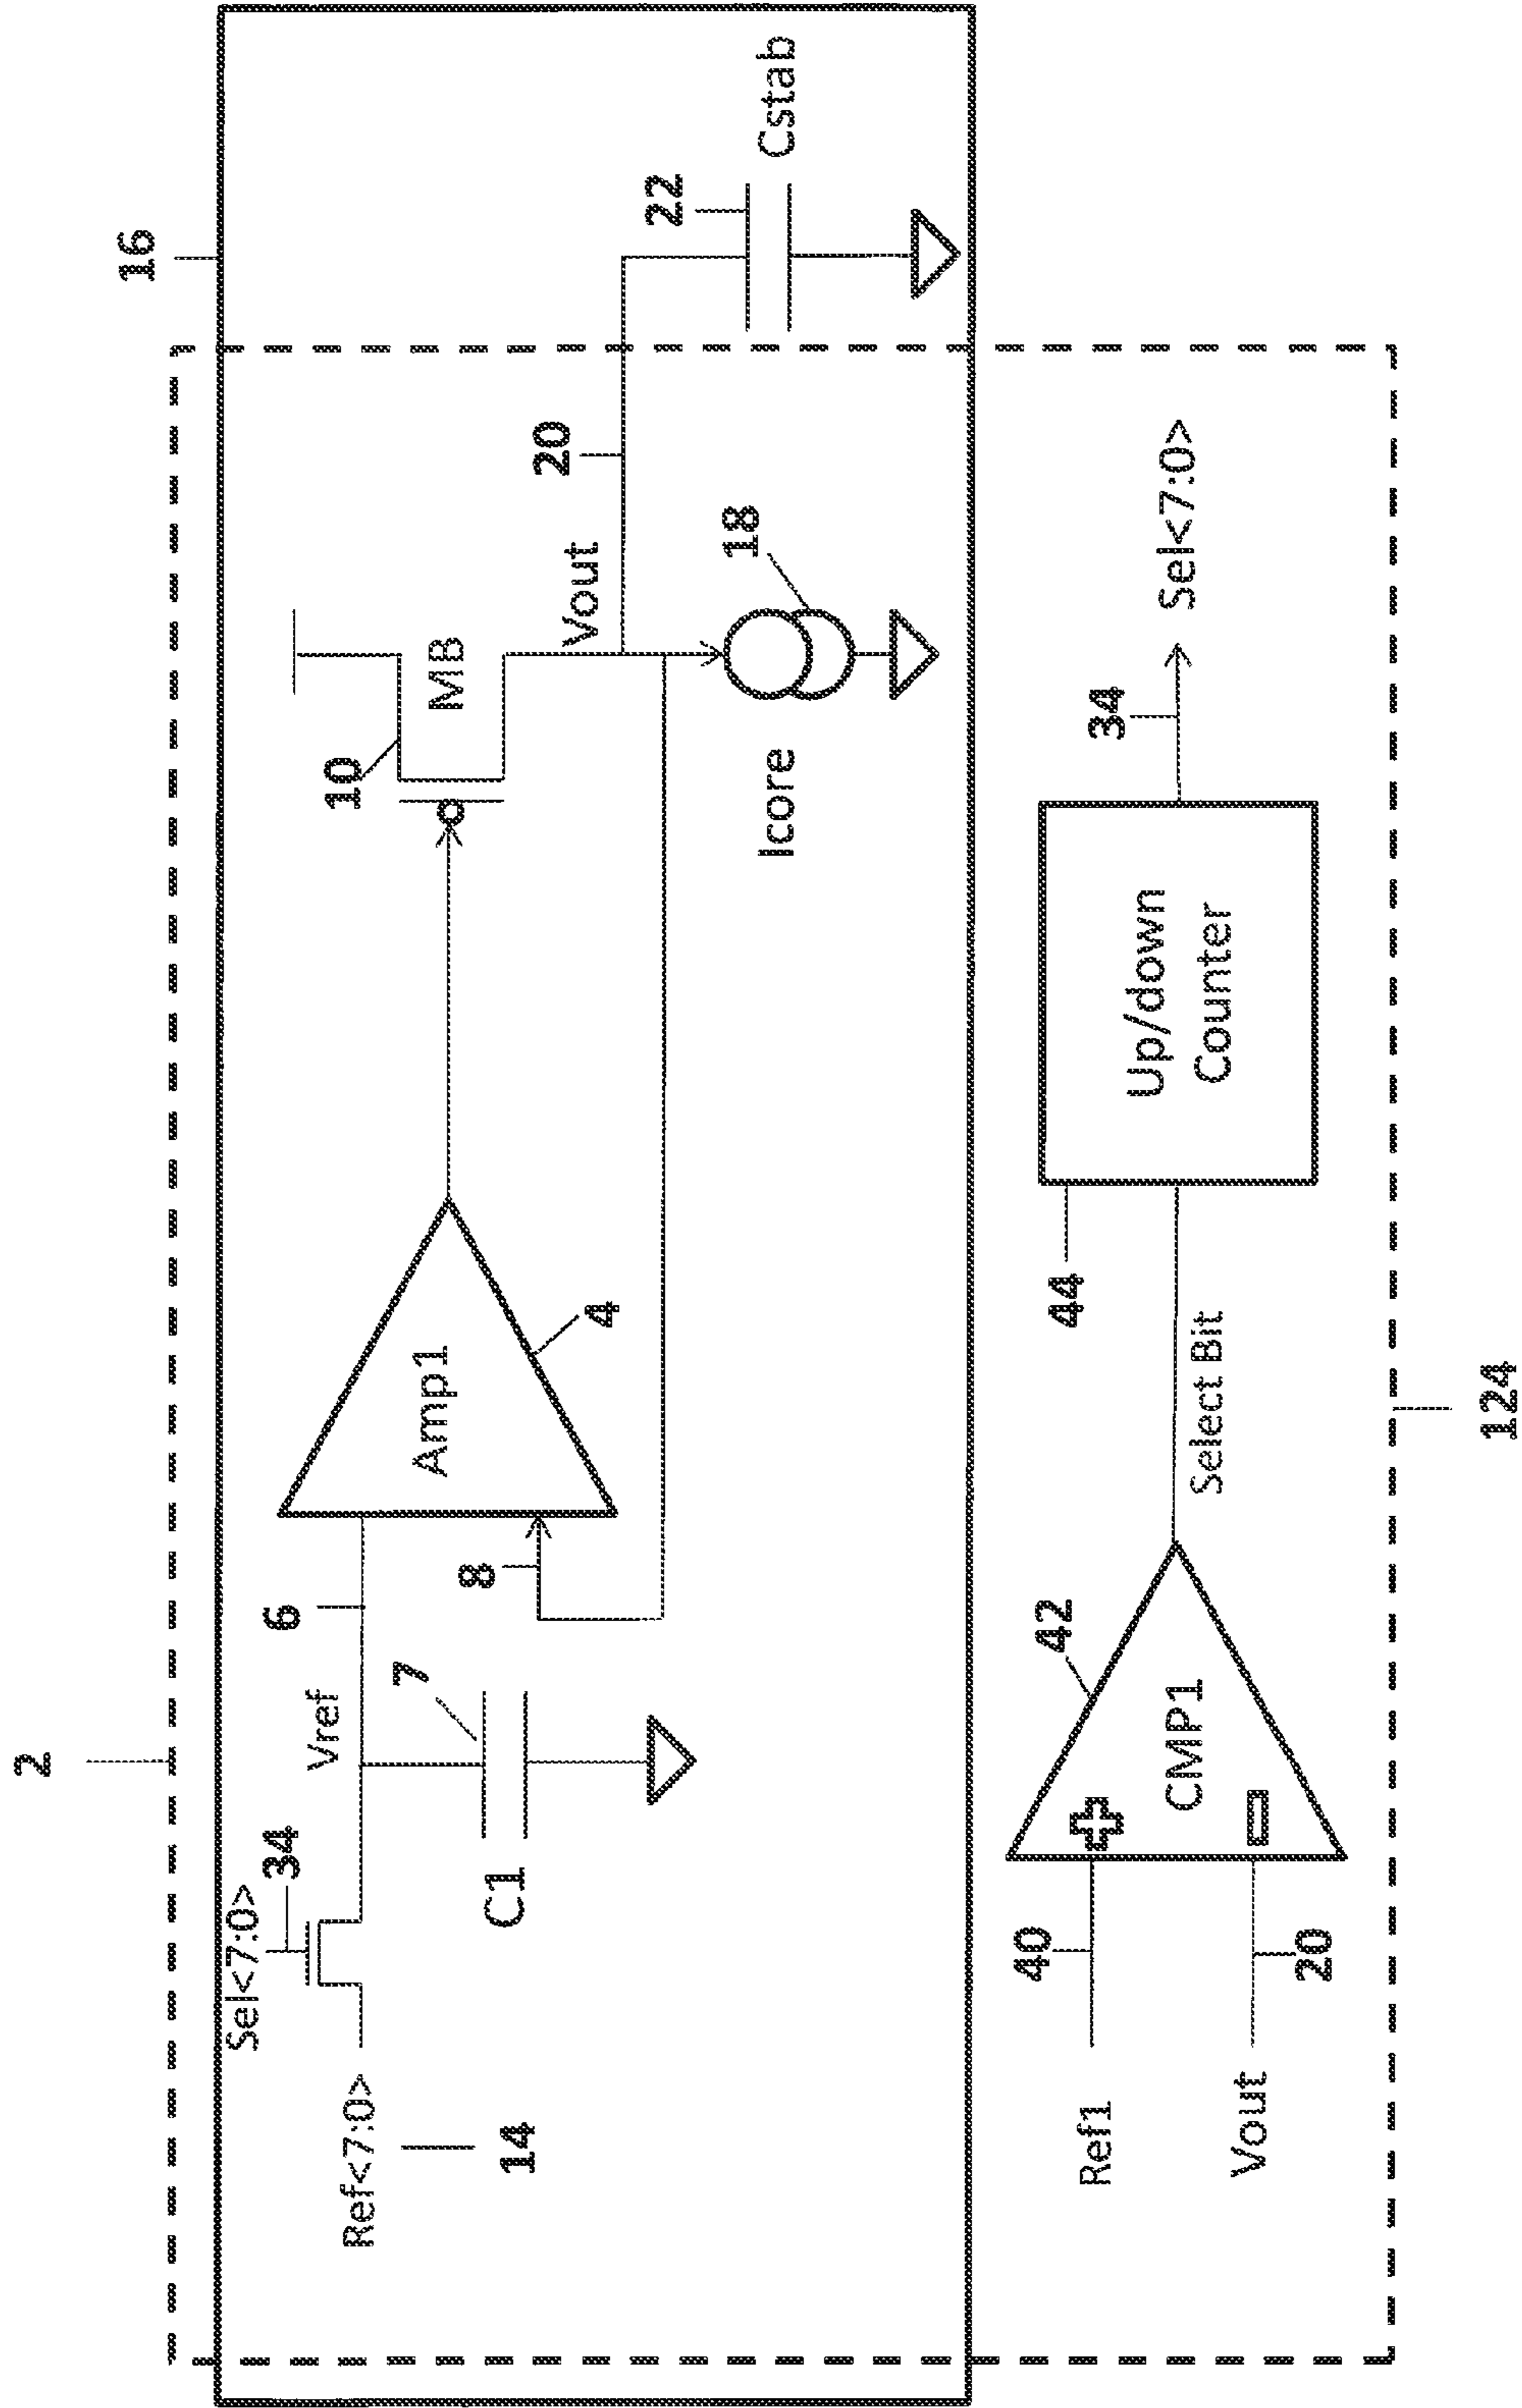 2
16
Sel<7:0>
34
Ref<7:0>
14
Vref
6
7
C1
8
Amp1
4
10
MB
Vout
20
22
Cstab
18
Icore
Ref1
40
Vout
20
CMP1
42
Select Bit
44
Up/down
Counter
34
Sel<7:0>
124